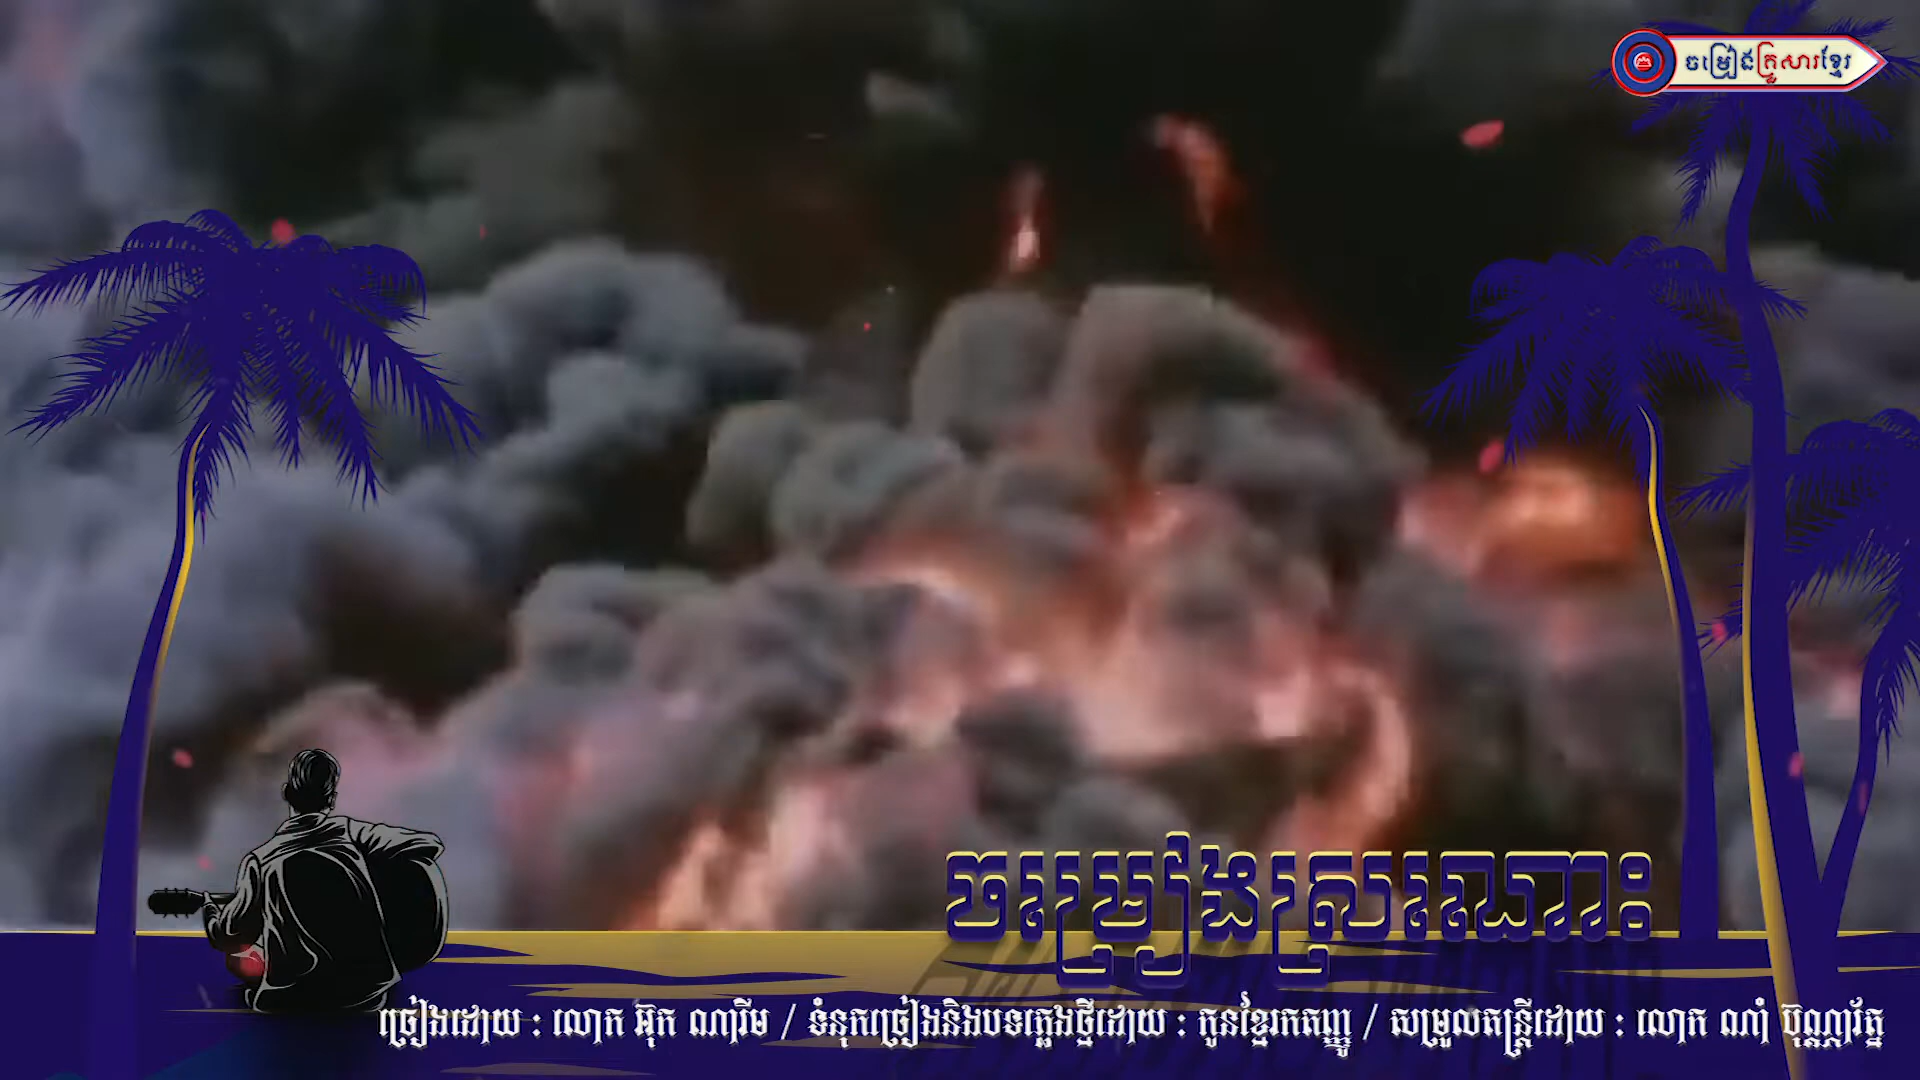 ចម្រៀងគ្រួសារខ្មែរ
ចម្រៀងស្រណោះ
ច្រៀងដោយ : លោក អ៊ុក ណារីម / ទំនុកច្រៀងនិងបទភ្លេងថ្មីដោយ : កូនខ្មែរកតញ្ញូ / សម្រួលតន្ត្រីដោយ : លោក ណាំ ប៊ុណ្ណារ័ត្ន